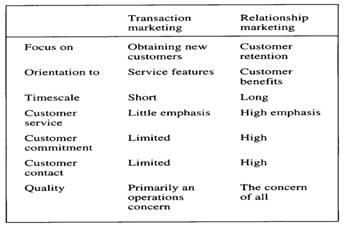 Transaction marketing Relationship marketing
Focus on Obtaining new customers Customer retention
Orientation to Service features Customer benefits
Timescale Short Long
Customer service Little emphasis High emphasis
Customer commitment Limited High
Customer contact Limited High
Quality Primarily an operations concern The concern of all